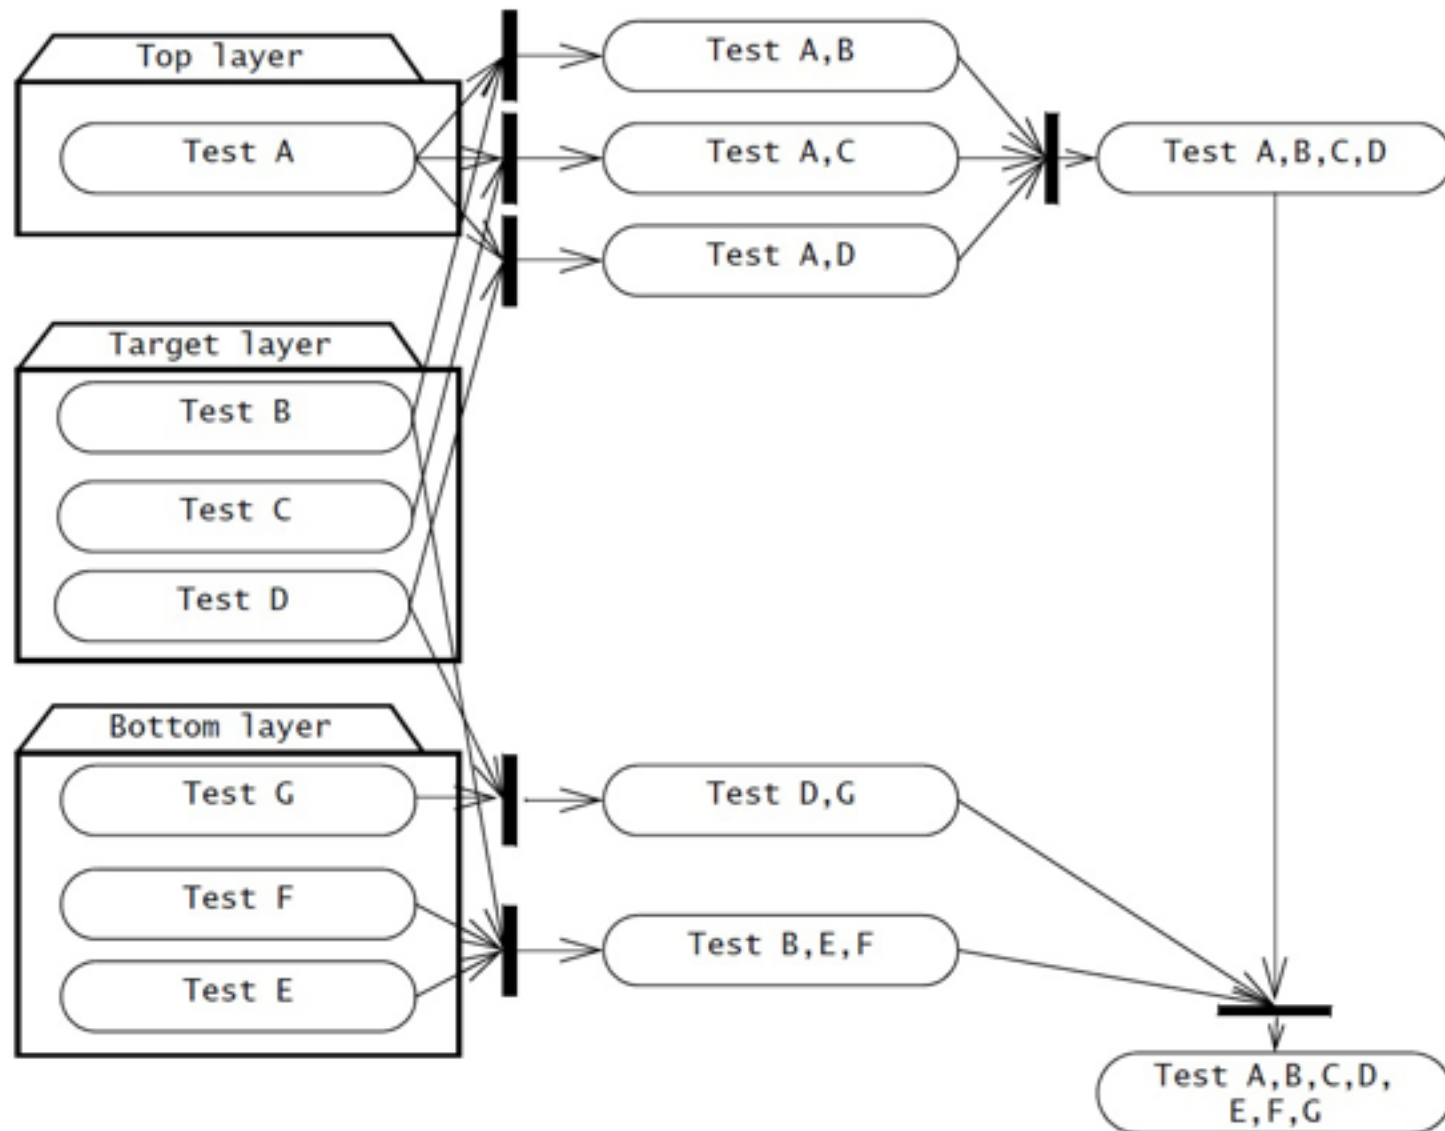 Top layer
Test A
Test A,B
Test A,C
Test A,D
Test A,B,C,D
Target layer
Test B
Test C
Test D
Bottom layer
Test G
Test F
Test E
Test D,G
Test B,E,F
Test A,B,C,D,
E,F,G